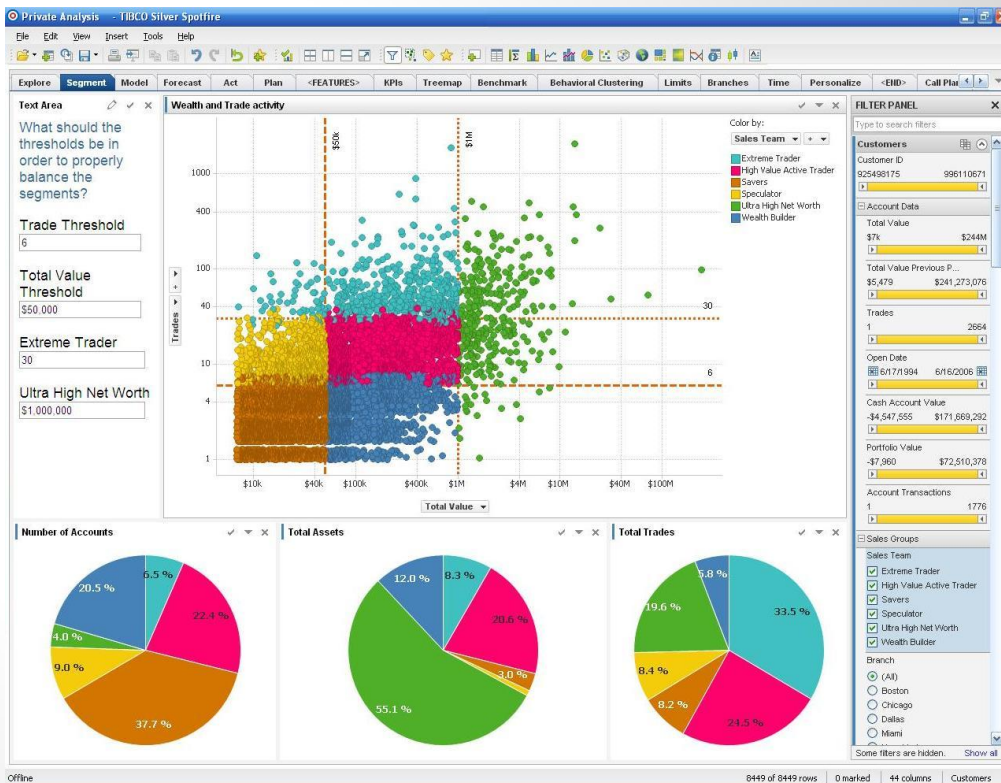 Private Analysis - TIBCO Silver Spotfire
File Edit View Insert Tools Help
Explore Segment Model Forecast Act Plan <FEATURES> KPIs Treemap Benchmark Behavioral Clustering Limits Branches Time Personalize <END> Call Plan
Text Area
What should the
thresholds be in
order to properly
balance the
segments?
Trade Threshold
6
Total Value
Threshold
$50,000
Extreme Trader
30
Ultra High Net Worth
$1,000,000
Wealth and Trade activity
Color by:
Sales Team
Extreme Trader
High Value Active Trader
Savers
Speculator
Ultra High Net Worth
Wealth Builder
$50k
$1M
1000
400
100
40
10
4
1
Trades
30
6
$10k $40k $100k $400k $1M $4M $10M $40M $100M
Total Value
Number of Accounts
6.5 %
22.4 %
37.7 %
9.0 %
4.0 %
20.5 %
Total Assets
8.3 %
20.6 %
3.0 %
55.1 %
12.0 %
Total Trades
33.5 %
24.5 %
8.2 %
8.4 %
19.6 %
5.8 %
FILTER PANEL
Type to search filters
Customers
Customer ID
925498175 996110671
Account Data
Total Value
$7k $244M
Total Value Previous P...
$5,479 $241,273,076
Trades
1 2664
Open Date
6/17/1994 6/16/2006
Cash Account Value
-$4,547,555 $171,669,292
Portfolio Value
-$7,960 $72,510,378
Account Transactions
1 1776
Sales Groups
Sales Team
Extreme Trader
High Value Active Trader
Savers
Speculator
Ultra High Net Worth
Wealth Builder
Branch
(All)
Boston
Chicago
Dallas
Miami
Some filters are hidden. Show all
Offline
8449 of 8449 rows 0 marked 44 columns Customers